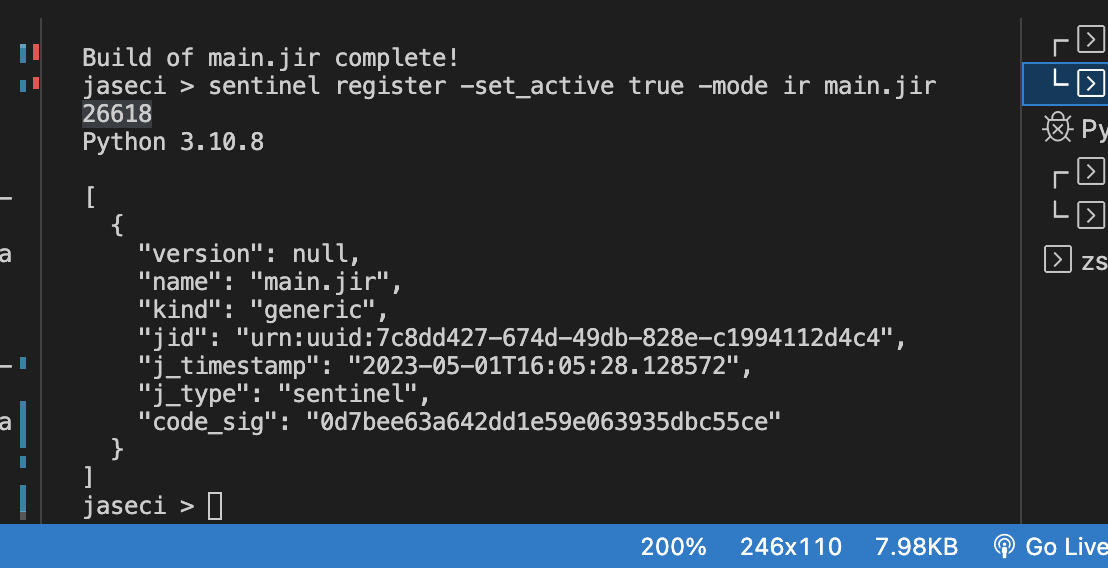 Build of main.jir complete!
jaseci > sentinel register -set_active true -mode ir main.jir
26618
Python 3.10.8
[
{
"version": null,
"name": "main.jir",
"kind": "generic",
"jid": "urn:uuid:7c8dd427-674d-49db-828e-c1994112d4c4",
"j_timestamp": "2023-05-01T16:05:28.128572",
"j_type": "sentinel",
"code_sig": "0d7bee63a642dd1e59e063935dbc55ce"
}
]
jaseci >
a
a
Py
zs
200% 246x110 7.98KB Go Live